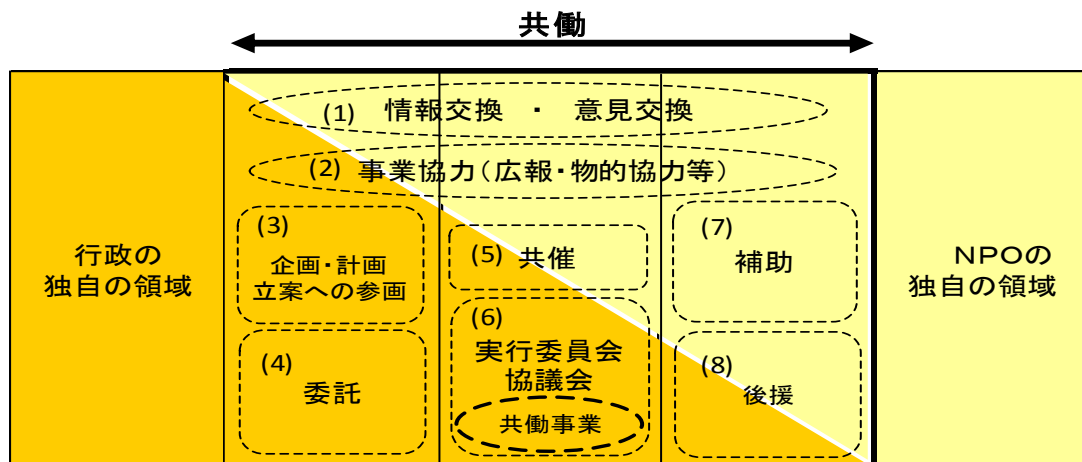 共働
(1) 情報交換 ・ 意見交換
(2) 事業協力(広報・物的協力等)
行政の
独自の領域
(3)
企画・計画
立案への参画
(4)
委託
(5) 共催
(6)
実行委員会
協議会
共働事業
(7)
補助
(8)
後援
NPOの
独自の領域